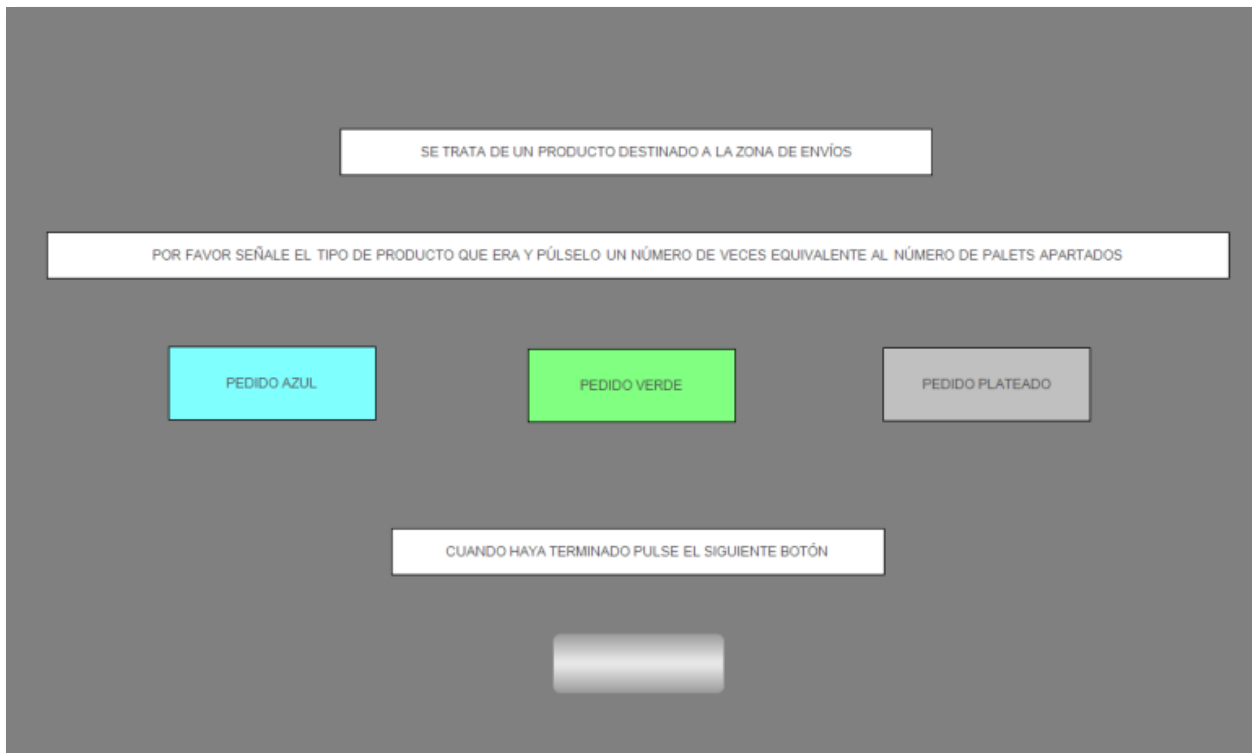 SE TRATA DE UN PRODUCTO DESTINADO A LA ZONA DE ENVÍOS
POR FAVOR SEÑALE EL TIPO DE PRODUCTO QUE ERA Y PÚLSELO UN NÚMERO DE VECES EQUIVALENTE AL NÚMERO DE PALETS APARTADOS
PEDIDO AZUL
PEDIDO VERDE
PEDIDO PLATEADO
CUANDO HAYA TERMINADO PULSE EL SIGUIENTE BOTÓN